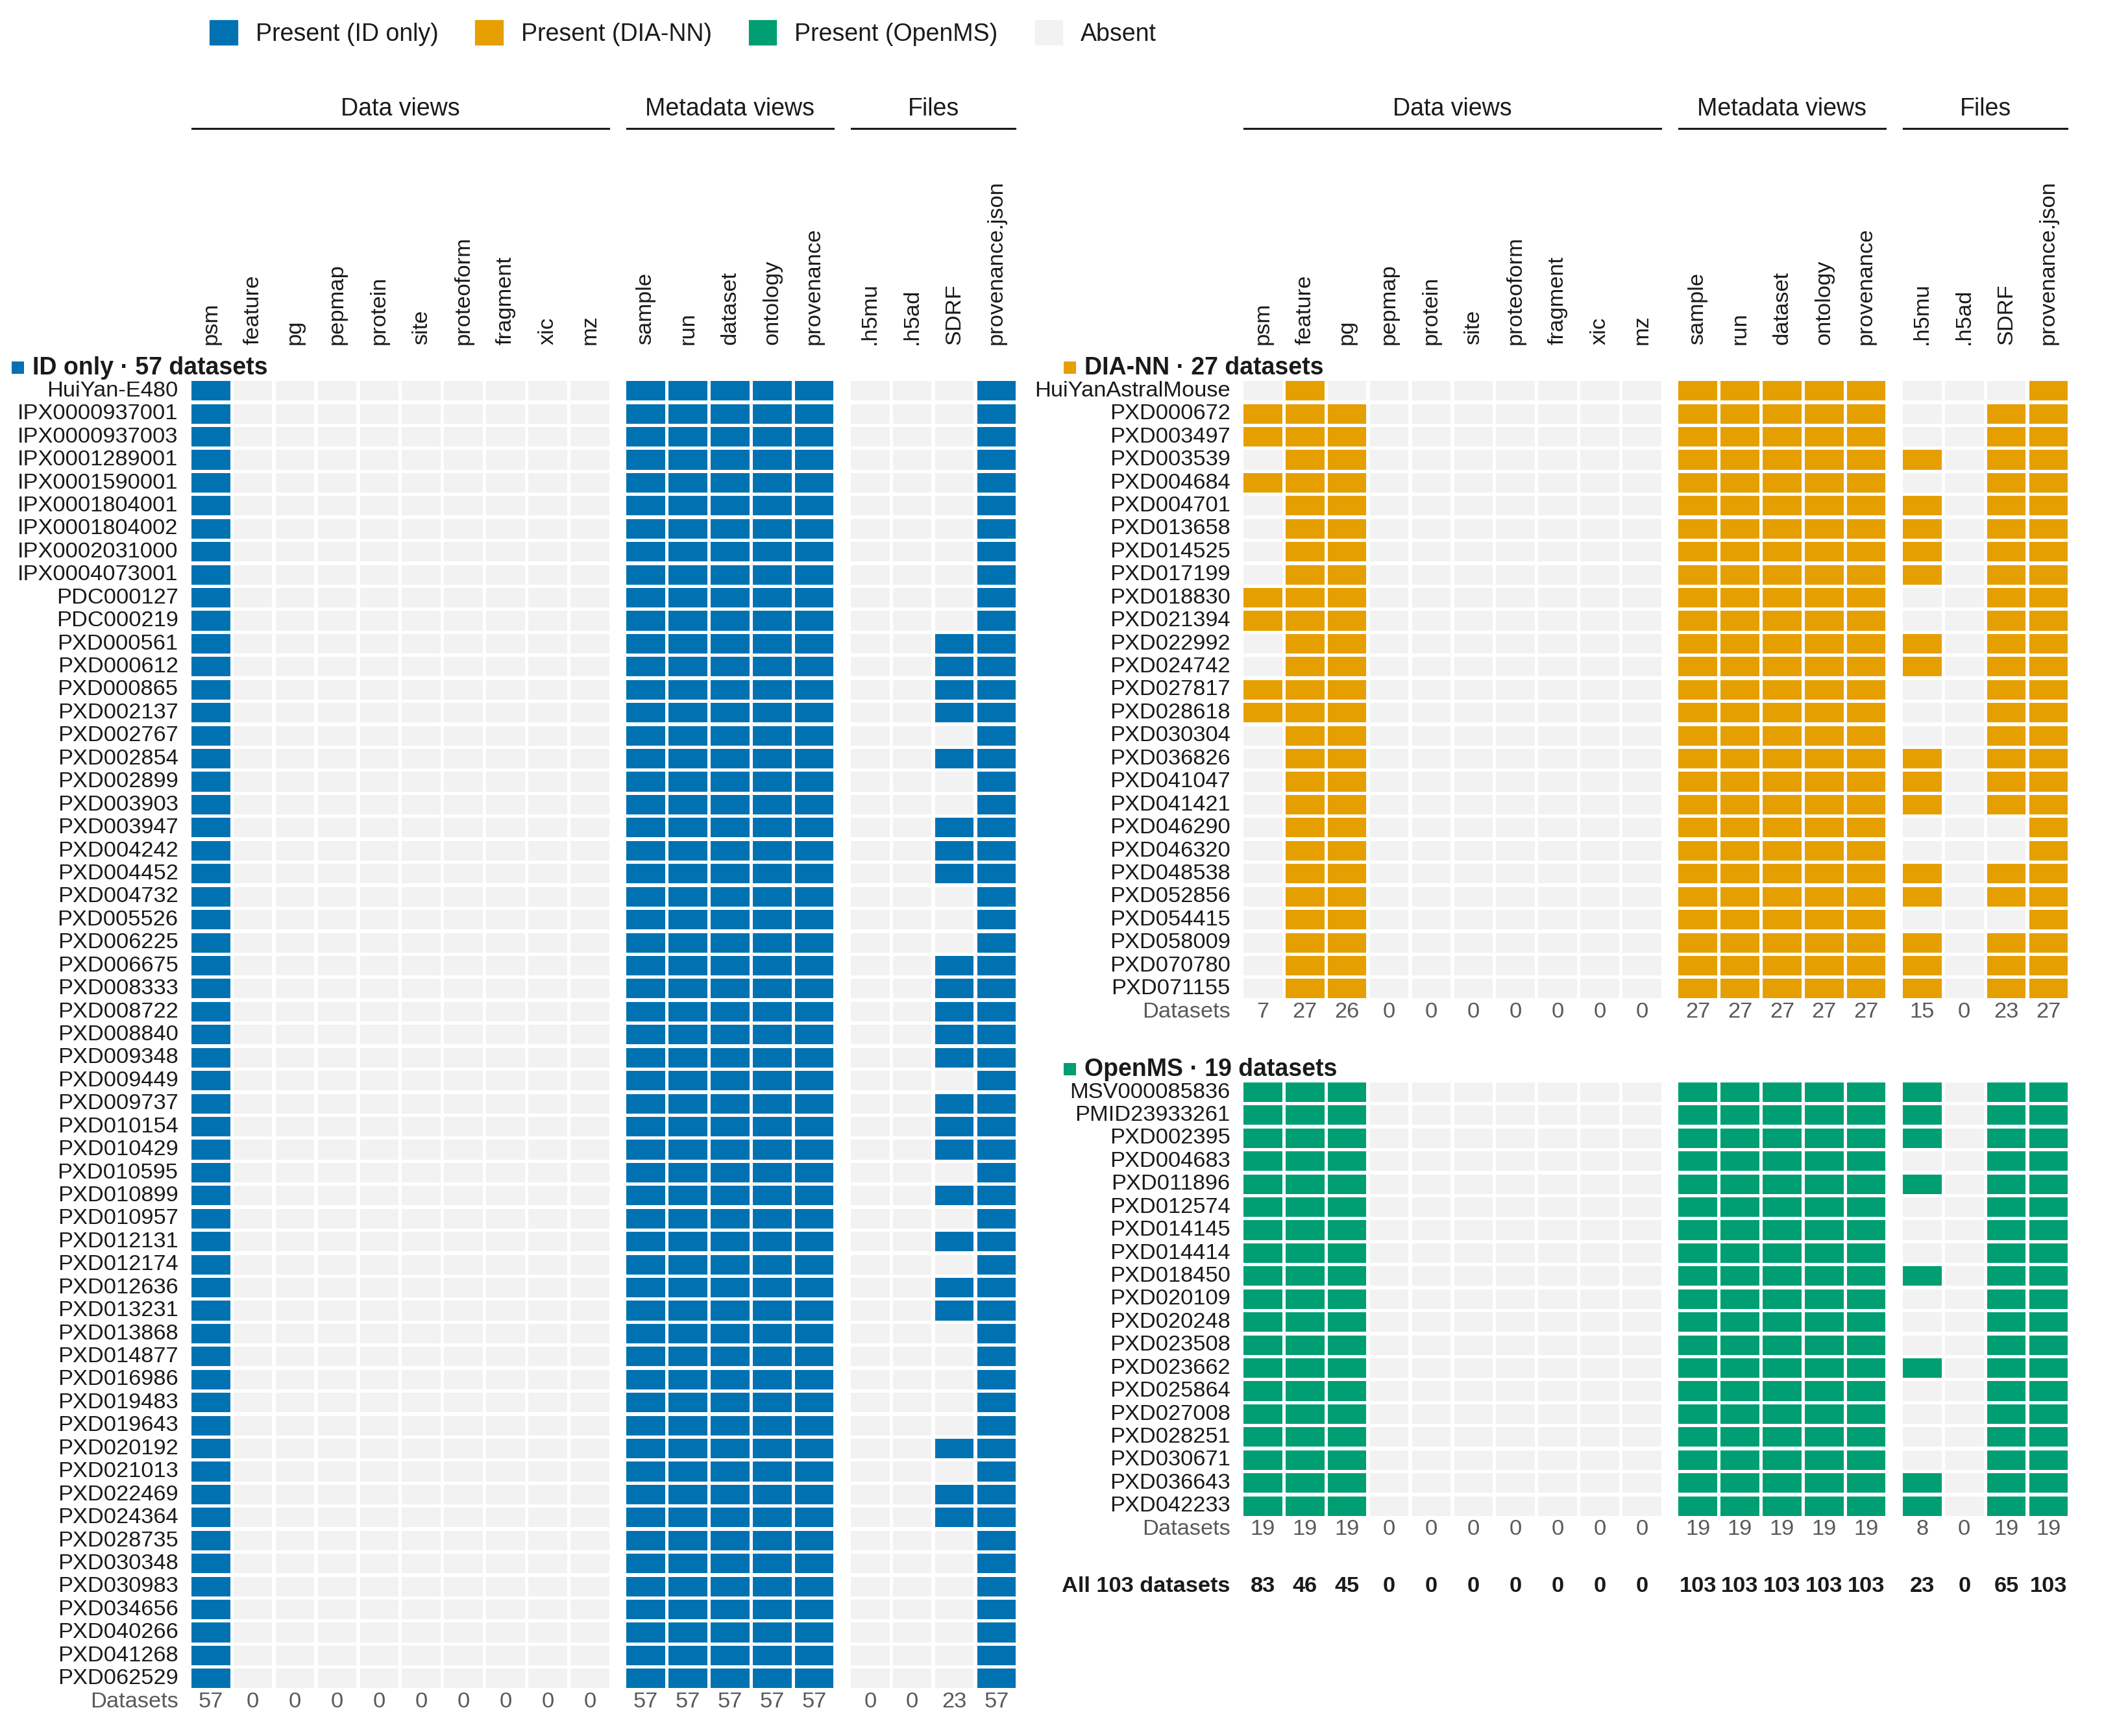 Present (ID only) Present (DIA-NN) Present (OpenMS) Absent
Data views Metadata views Files
psm feature pg pepmap protein site proteoform fragment xic mz sample run dataset ontology provenance .h5mu .h5ad SDRF provenance.json
ID only · 57 datasets
HuiYan-E480
IPX0000937001
IPX0000937003
IPX0001289001
IPX0001590001
IPX0001804001
IPX0001804002
IPX0002031000
IPX0004073001
PDC000127
PDC000219
PXD000561
PXD000612
PXD000865
PXD002137
PXD002767
PXD002854
PXD002899
PXD003903
PXD003947
PXD004242
PXD004452
PXD004732
PXD005526
PXD006225
PXD006675
PXD008333
PXD008722
PXD008840
PXD009348
PXD009449
PXD009737
PXD010154
PXD010429
PXD010595
PXD010899
PXD010957
PXD012131
PXD012174
PXD012636
PXD013231
PXD013868
PXD014877
PXD016986
PXD019483
PXD019643
PXD020192
PXD021013
PXD022469
PXD024364
PXD028735
PXD030348
PXD030983
PXD034656
PXD040266
PXD041268
PXD062529
Datasets 57 0 0 0 0 0 0 0 0 0 57 57 57 57 57 0 0 23 57
Data views Metadata views Files
psm feature pg pepmap protein site proteoform fragment xic mz sample run dataset ontology provenance .h5mu .h5ad SDRF provenance.json
DIA-NN · 27 datasets
HuiYanAstralMouse
PXD000672
PXD003497
PXD003539
PXD004684
PXD004701
PXD013658
PXD014525
PXD017199
PXD018830
PXD021394
PXD022992
PXD024742
PXD027817
PXD028618
PXD030304
PXD036826
PXD041047
PXD041421
PXD046290
PXD046320
PXD048538
PXD052856
PXD054415
PXD058009
PXD070780
PXD071155
Datasets 7 27 26 0 0 0 0 0 0 0 27 27 27 27 27 15 0 23 27
OpenMS · 19 datasets
MSV000085836
PMID23933261
PXD002395
PXD004683
PXD011896
PXD012574
PXD014145
PXD014414
PXD018450
PXD020109
PXD020248
PXD023508
PXD023662
PXD025864
PXD027008
PXD028251
PXD030671
PXD036643
PXD042233
Datasets 19 19 19 0 0 0 0 0 0 0 19 19 19 19 19 8 0 19 19
All 103 datasets 83 46 45 0 0 0 0 0 0 0 103 103 103 103 103 23 0 65 103